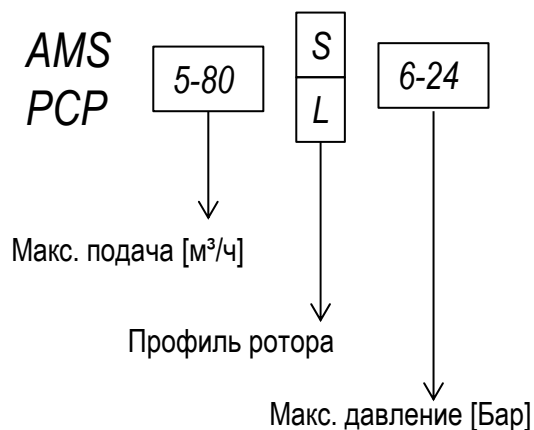 AMS
PCP
5-80
S
L
6-24
Макс. подача [м³/ч]
Профиль ротора
Макс. давление [Бар]